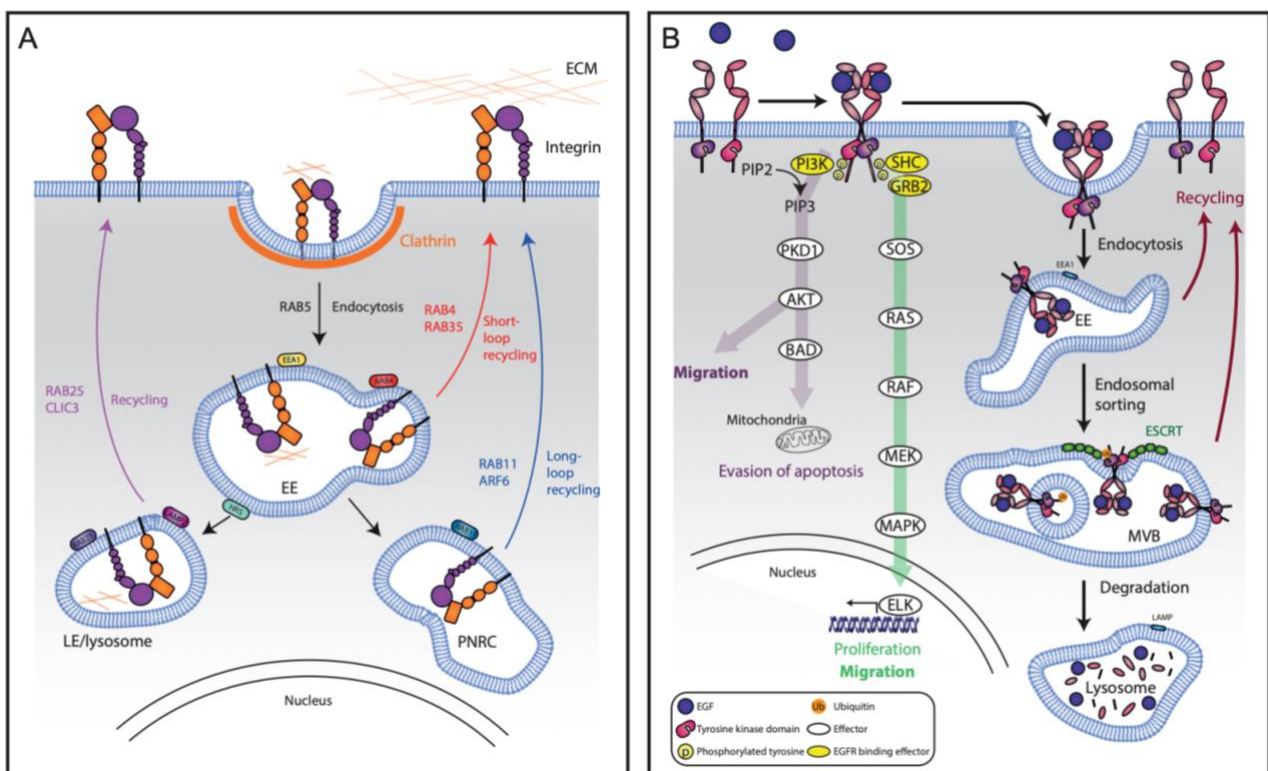 A
ECM
Integrin
Clathrin
RAB5
Endocytosis
RAB4
RAB35
Short-
loop
recycling
RAB25
CLIC3
Recycling
EEA1
RAB4
RAB11
ARF6
Long-
loop
recycling
EE
HRS
LE/lysosome
PNRC
Nucleus
B
PIP2
PI3K
PIP3
p
p
p
p
SHC
GRB2
PKD1
AKT
BAD
Migration
Mitochondria
Evasion of apoptosis
SOS
RAS
RAF
MEK
MAPK
Nucleus
ELK
Proliferation
Migration
Recycling
Endocytosis
EEA1
EE
Endosomal
sorting
ESCRT
Ub
MVB
Degradation
LAMP
Lysosome
EGF
Ub
Ubiquitin
Tyrosine kinase domain
Effector
p
Phosphorylated tyrosine
EGFR binding effector